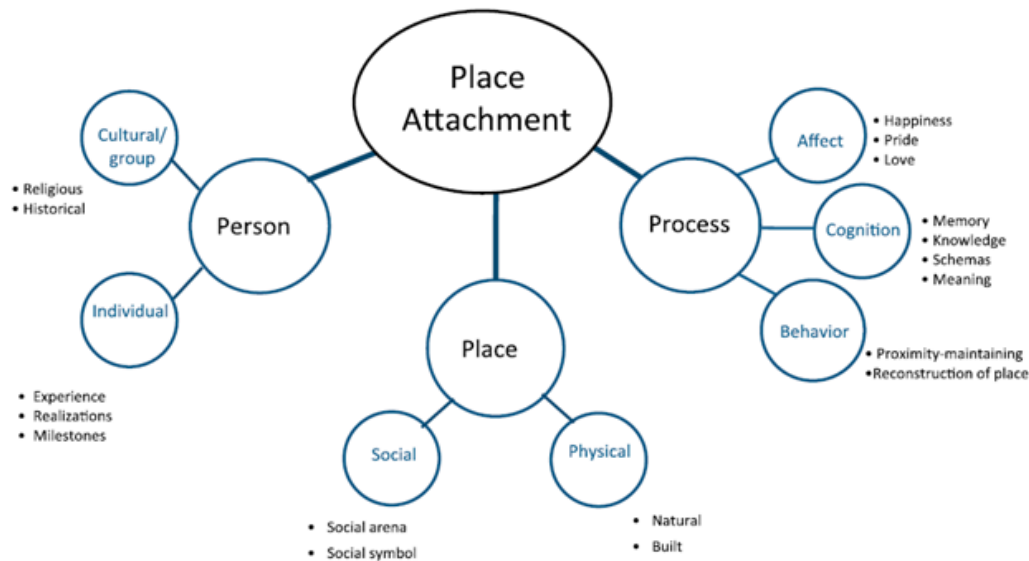 Place
Attachment
Cultural/
group
• Religious
• Historical
Person
Individual
• Experience
• Realizations
• Milestones
Place
Social
• Social arena
• Social symbol
Physical
• Natural
• Built
Process
Affect
• Happiness
• Pride
• Love
Cognition
• Memory
• Knowledge
• Schemas
• Meaning
Behavior
• Proximity-maintaining
•Reconstruction of place